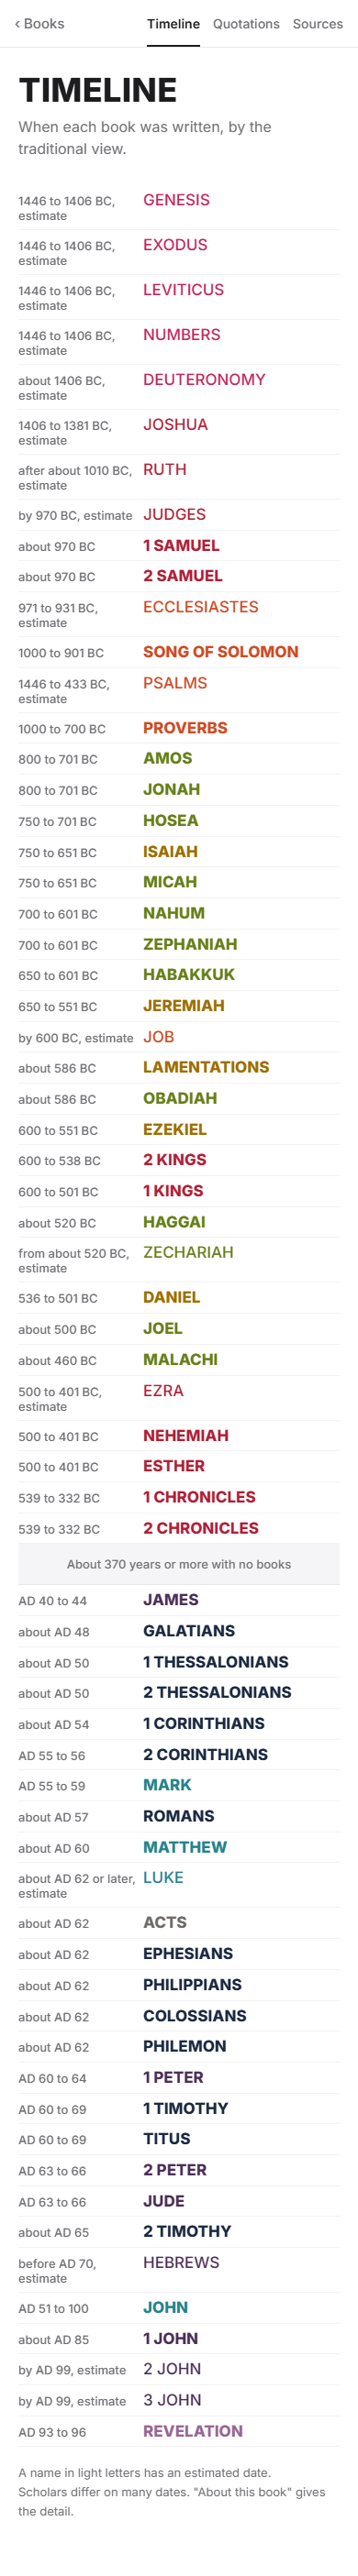 ‹ Books
Timeline
Quotations
Sources
TIMELINE
When each book was written, by the
traditional view.
1446 to 1406 BC, estimate GENESIS
1446 to 1406 BC, estimate EXODUS
1446 to 1406 BC, estimate LEVITICUS
1446 to 1406 BC, estimate NUMBERS
about 1406 BC, estimate DEUTERONOMY
1406 to 1381 BC, estimate JOSHUA
after about 1010 BC, estimate RUTH
by 970 BC, estimate JUDGES
about 970 BC 1 SAMUEL
about 970 BC 2 SAMUEL
971 to 931 BC, estimate ECCLESIASTES
1000 to 901 BC SONG OF SOLOMON
1446 to 433 BC, estimate PSALMS
1000 to 700 BC PROVERBS
800 to 701 BC AMOS
800 to 701 BC JONAH
750 to 701 BC HOSEA
750 to 651 BC ISAIAH
750 to 651 BC MICAH
700 to 601 BC NAHUM
700 to 601 BC ZEPHANIAH
650 to 601 BC HABAKKUK
650 to 551 BC JEREMIAH
by 600 BC, estimate JOB
about 586 BC LAMENTATIONS
about 586 BC OBADIAH
600 to 551 BC EZEKIEL
600 to 538 BC 2 KINGS
600 to 501 BC 1 KINGS
about 520 BC HAGGAI
from about 520 BC, estimate ZECHARIAH
536 to 501 BC DANIEL
about 500 BC JOEL
about 460 BC MALACHI
500 to 401 BC, estimate EZRA
500 to 401 BC NEHEMIAH
500 to 401 BC ESTHER
539 to 332 BC 1 CHRONICLES
539 to 332 BC 2 CHRONICLES
About 370 years or more with no books
AD 40 to 44 JAMES
about AD 48 GALATIANS
about AD 50 1 THESSALONIANS
about AD 50 2 THESSALONIANS
about AD 54 1 CORINTHIANS
AD 55 to 56 2 CORINTHIANS
AD 55 to 59 MARK
about AD 57 ROMANS
about AD 60 MATTHEW
about AD 62 or later, estimate LUKE
about AD 62 ACTS
about AD 62 EPHESIANS
about AD 62 PHILIPPIANS
about AD 62 COLOSSIANS
about AD 62 PHILEMON
AD 60 to 64 1 PETER
AD 60 to 69 1 TIMOTHY
AD 60 to 69 TITUS
AD 63 to 66 2 PETER
AD 63 to 66 JUDE
about AD 65 2 TIMOTHY
before AD 70, estimate HEBREWS
AD 51 to 100 JOHN
about AD 85 1 JOHN
by AD 99, estimate 2 JOHN
by AD 99, estimate 3 JOHN
AD 93 to 96 REVELATION
A name in light letters has an estimated date.
Scholars differ on many dates. "About this book" gives
the detail.